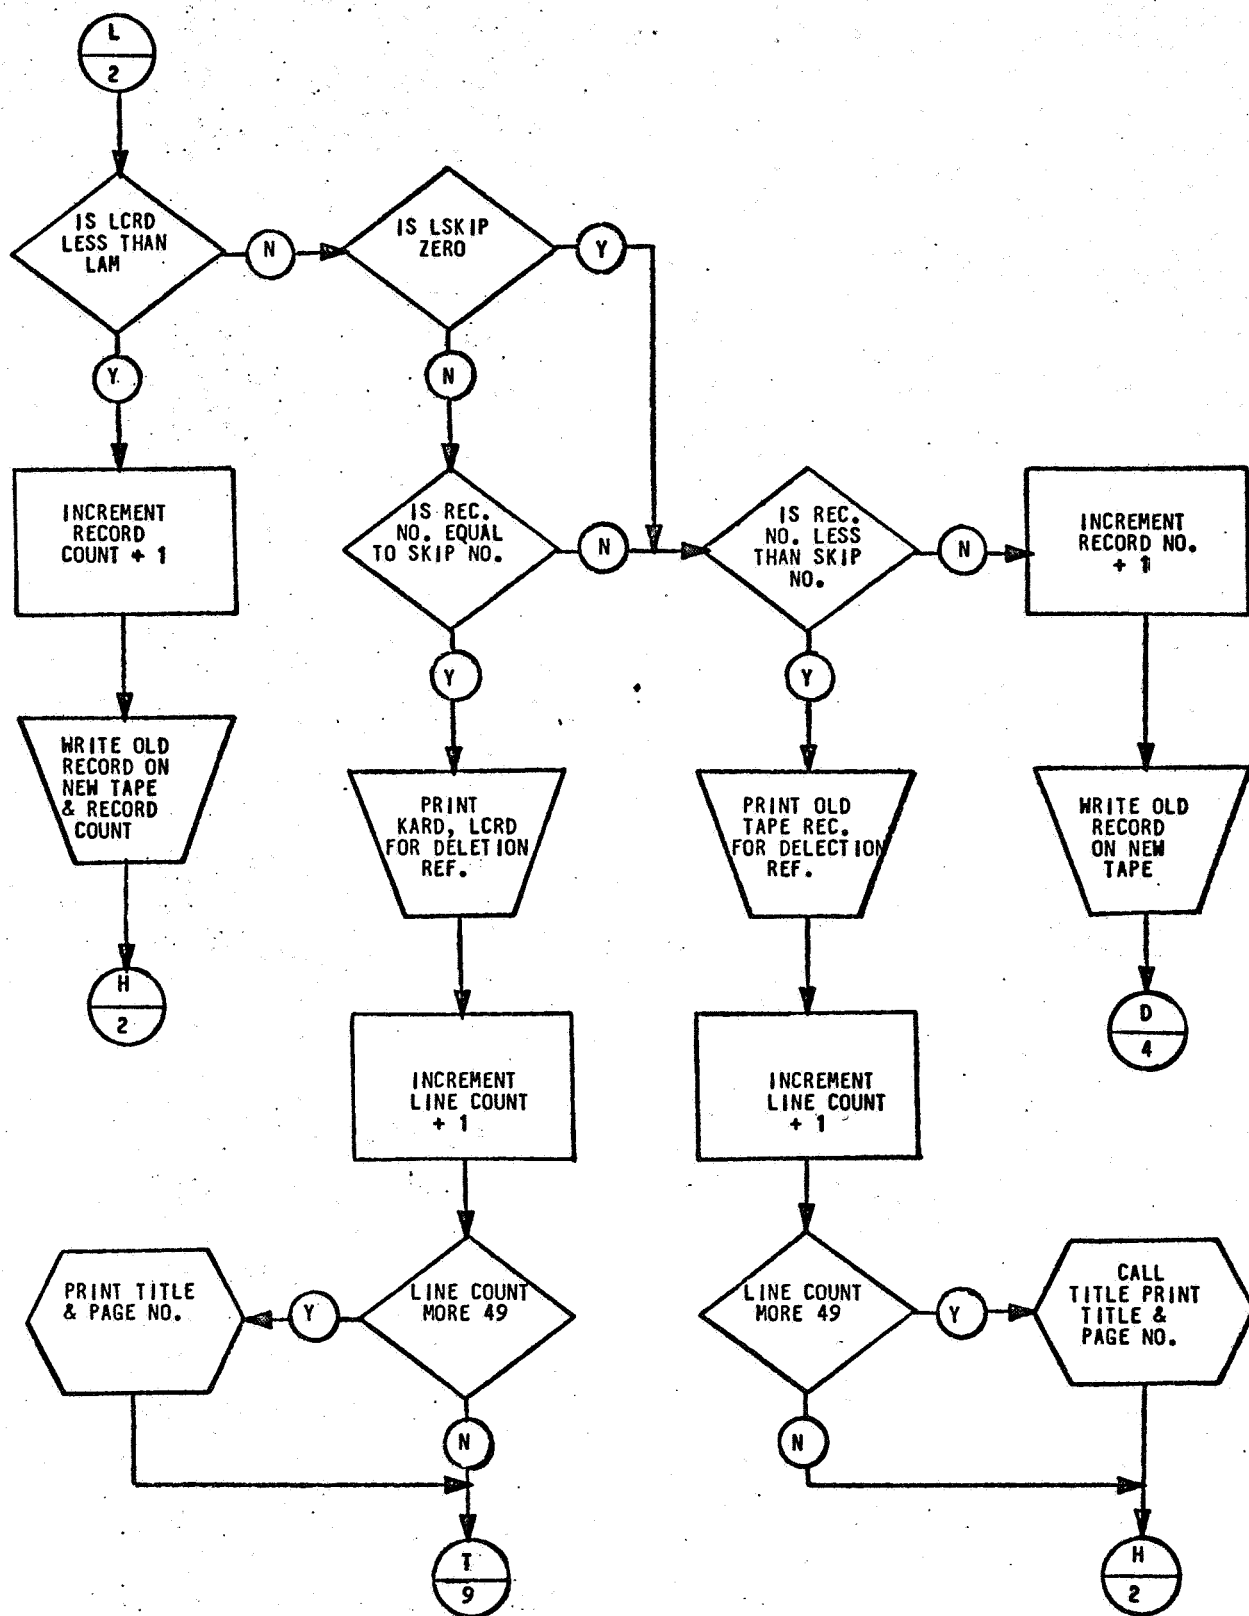 L
2
IS LCRD
LESS THAN
LAM
N
IS LSKIP
ZERO
Y
Y
N
INCREMENT
RECORD
COUNT + 1
IS REC.
NO. EQUAL
TO SKIP NO.
N
IS REC.
NO. LESS
THAN SKIP
NO.
N
INCREMENT
RECORD NO.
+ 1
Y
Y
WRITE OLD
RECORD ON
NEW TAPE
& RECORD
COUNT
PRINT
KARD, LCRD
FOR DELETION
REF.
PRINT OLD
TAPE REC.
FOR DELECTION
REF.
WRITE OLD
RECORD
ON NEW
TAPE
H
2
D
4
INCREMENT
LINE COUNT
+ 1
INCREMENT
LINE COUNT
+ 1
PRINT TITLE
& PAGE NO.
Y
LINE COUNT
MORE 49
LINE COUNT
MORE 49
Y
CALL
TITLE PRINT
TITLE &
PAGE NO.
N
N
T
9
H
2